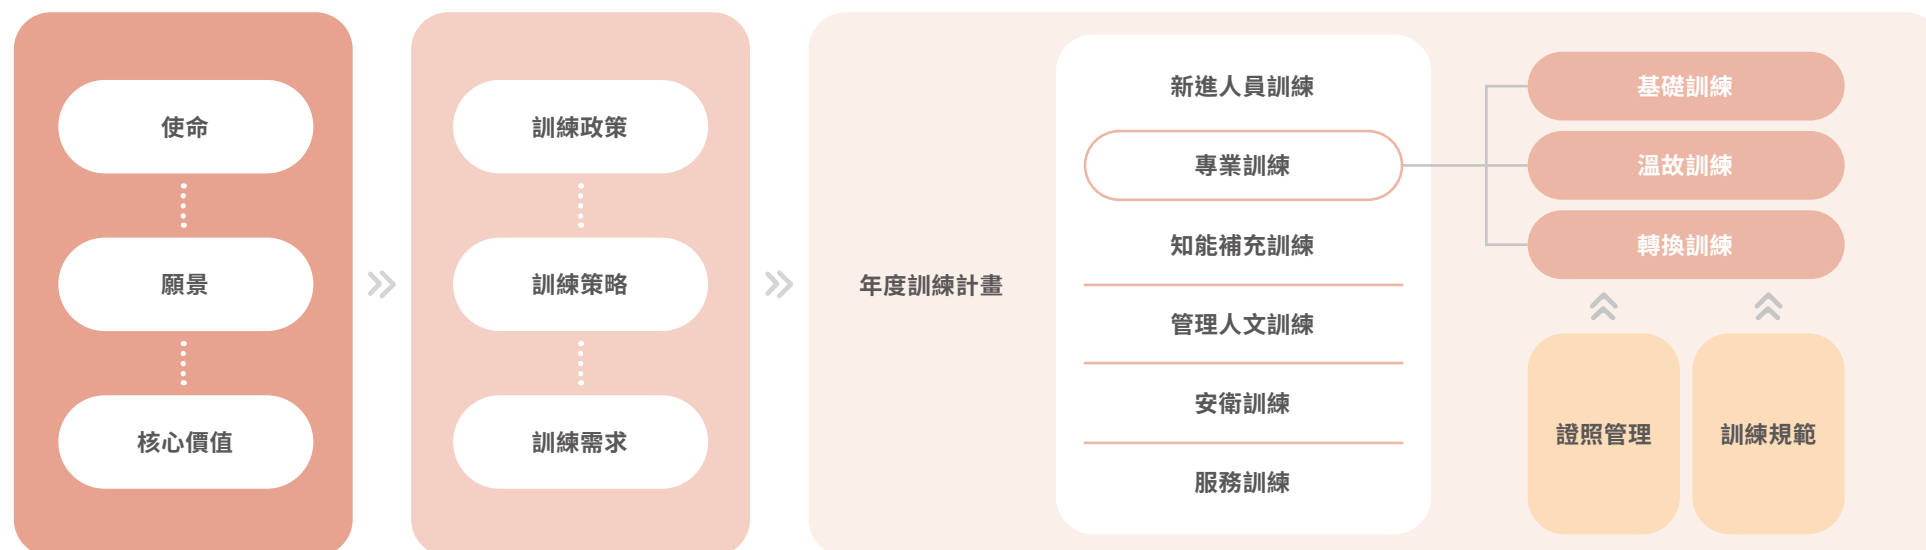 使命
願景
核心價值
訓練政策
訓練策略
訓練需求
年度訓練計畫
新進人員訓練
專業訓練
知能補充訓練
管理人文訓練
安衛訓練
服務訓練
基礎訓練
溫故訓練
轉換訓練
證照管理
訓練規範